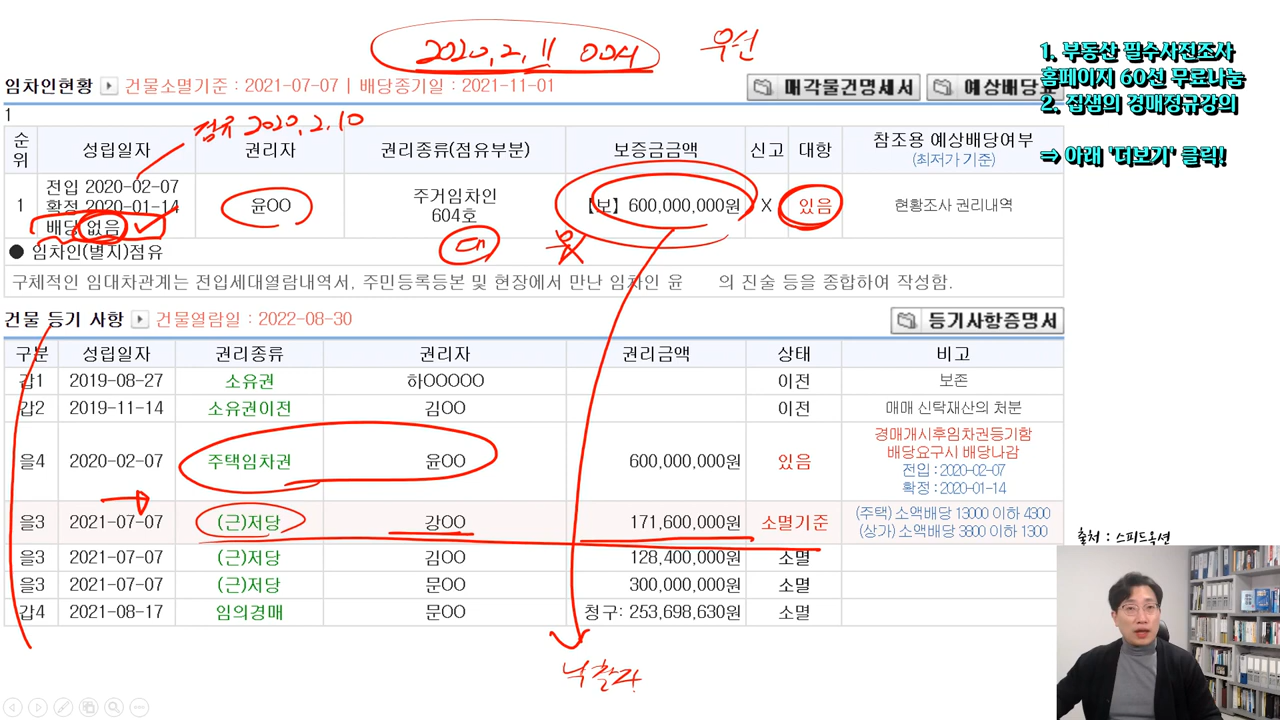 2020, 2, 11 00시 우선
1. 부동산 필수사전조사
홈페이지 60선 무료나눔
2. 집샘의 경매정규강의
⇒ 아래 '더보기' 클릭!
임차인현황 건물소멸기준 : 2021-07-07 | 배당종기일 : 2021-11-01 매각물건명세서 예상배당표
1
점유 2020, 2, 10
순위 성립일자 권리자 권리종류(점유부분) 보증금금액 신고 대항 참조용 예상배당여부
(최저가 기준)
1 전입 2020-02-07
확정 2020-01-14
배당 없음
윤OO 주거임차인
604호
【보】 600,000,000원 X 있음 현황조사 권리내역
대 우
● 임차인(별지)점유
구체적인 임대차관계는 전입세대열람내역서, 주민등록등본 및 현장에서 만난 임차인 윤 의 진술 등을 종합하여 작성함.
건물 등기 사항 건물열람일 : 2022-08-30 등기사항증명서
구분 성립일자 권리종류 권리자 권리금액 상태 비고
갑1 2019-08-27 소유권 하OOOOO 이전 보존
갑2 2019-11-14 소유권이전 김OO 이전 매매 신탁재산의 처분
을4 2020-02-07 주택임차권 윤OO 600,000,000원 있음 경매개시후임차권등기함
배당요구시 배당나감
전입 : 2020-02-07
확정 : 2020-01-14
을3 2021-07-07 (근)저당 강OO 171,600,000원 소멸기준 (주택) 소액배당 13000 이하 4300
(상가) 소액배당 3800 이하 1300
을3 2021-07-07 (근)저당 김OO 128,400,000원 소멸
을3 2021-07-07 (근)저당 문OO 300,000,000원 소멸
갑4 2021-08-17 임의경매 문OO 청구: 253,698,630원 소멸
출처 : 스피드옥션
낙찰자